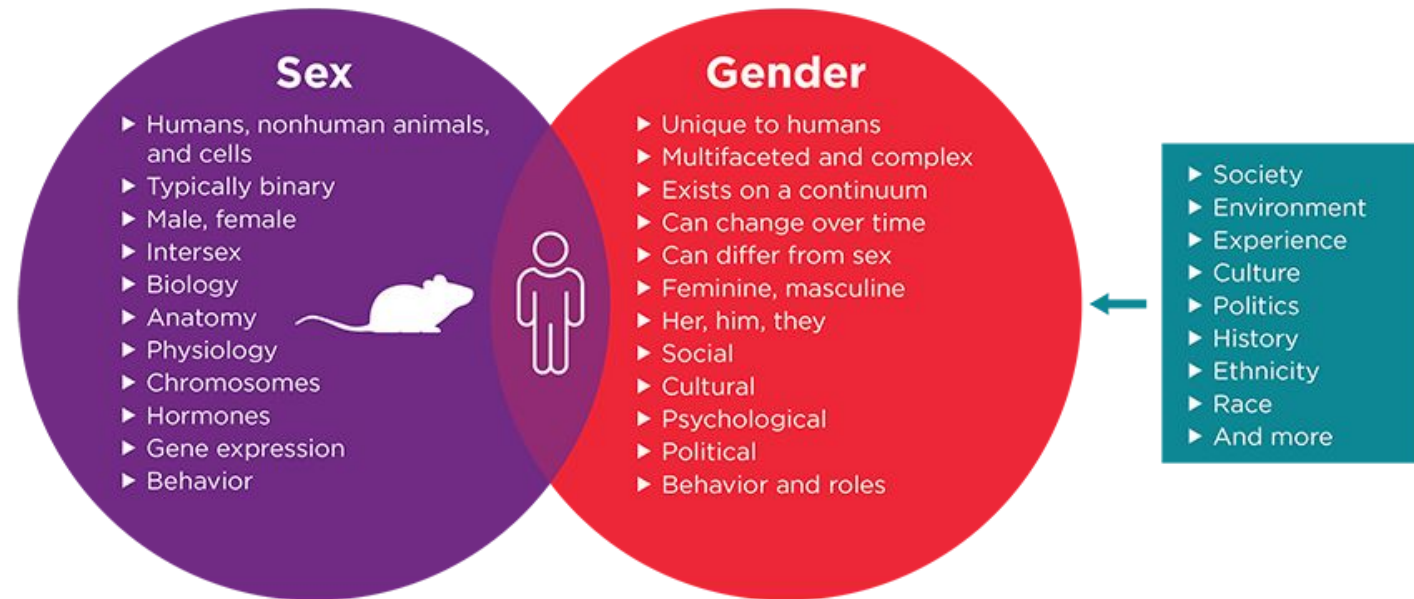 Sex
▶ Humans, nonhuman animals,
and cells
▶ Typically binary
▶ Male, female
▶ Intersex
▶ Biology
▶ Anatomy
▶ Physiology
▶ Chromosomes
▶ Hormones
▶ Gene expression
▶ Behavior
Gender
▶ Unique to humans
▶ Multifaceted and complex
▶ Exists on a continuum
▶ Can change over time
▶ Can differ from sex
▶ Feminine, masculine
▶ Her, him, they
▶ Social
▶ Cultural
▶ Psychological
▶ Political
▶ Behavior and roles
▶ Society
▶ Environment
▶ Experience
▶ Culture
▶ Politics
▶ History
▶ Ethnicity
▶ Race
▶ And more